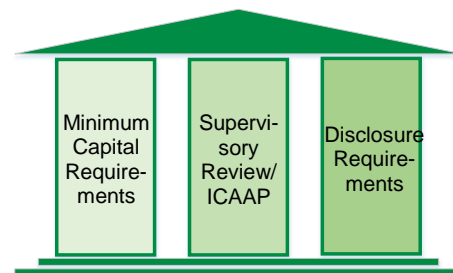 Minimum
Capital
Require-
ments
Supervi-
sory
Review/
ICAAP
Disclosure
Require-
ments